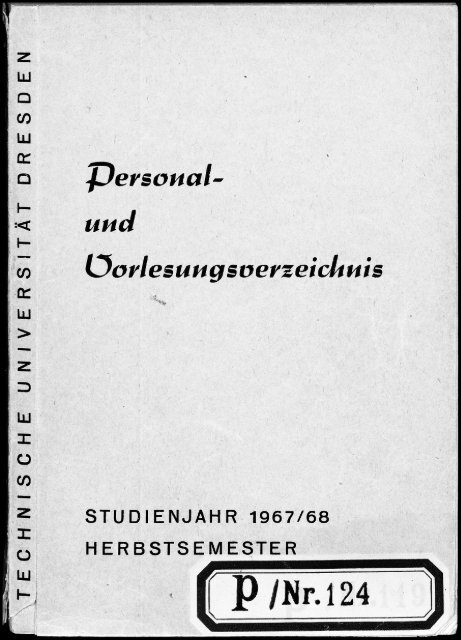 TECHNISCHE UNIVERSITÄT DRESDEN
Personal-
und
Vorlesungsverzeichnis
STUDIENJAHR 1967/68
HERBSTSEMESTER
P/Nr.124